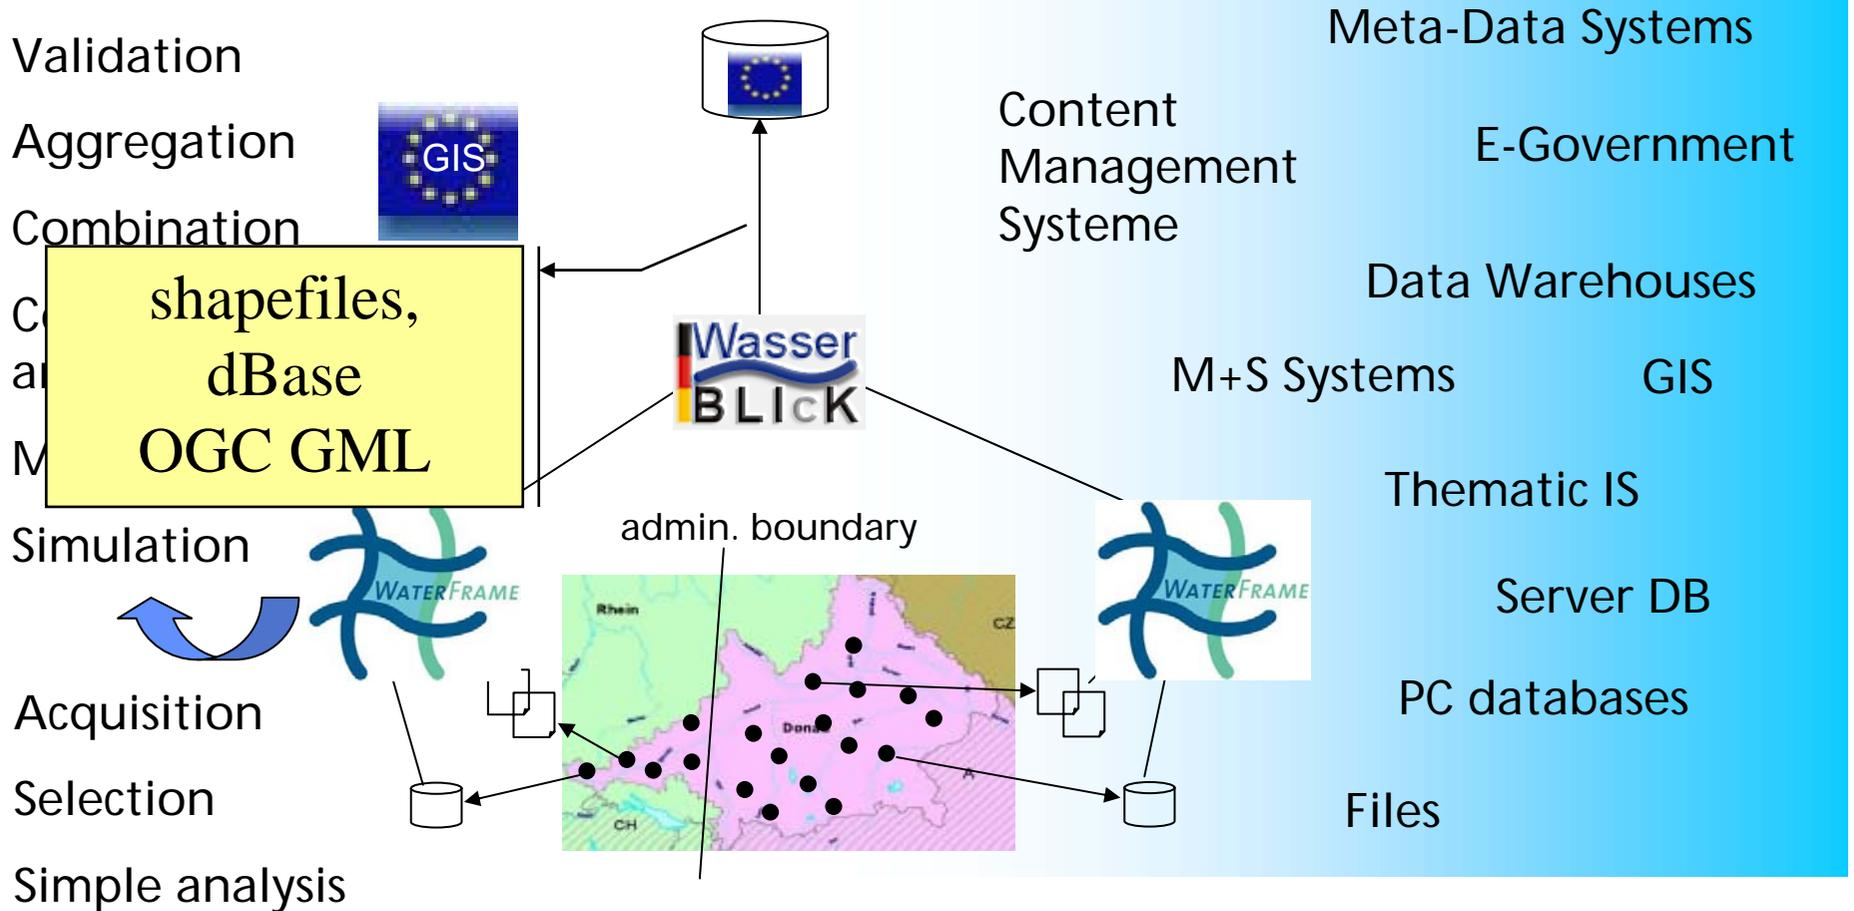 Validation
Aggregation
Combination
Simulation
Acquisition
Selection
Simple analysis
GIS
shapefiles,
dBase
OGC GML
Wasser
BLIcK
WATERFRAME
admin. boundary
Rhein
CZ
Donau
A
CH
WATERFRAME
Meta-Data Systems
Content
Management
Systeme
E-Government
Data Warehouses
M+S Systems
GIS
Thematic IS
Server DB
PC databases
Files